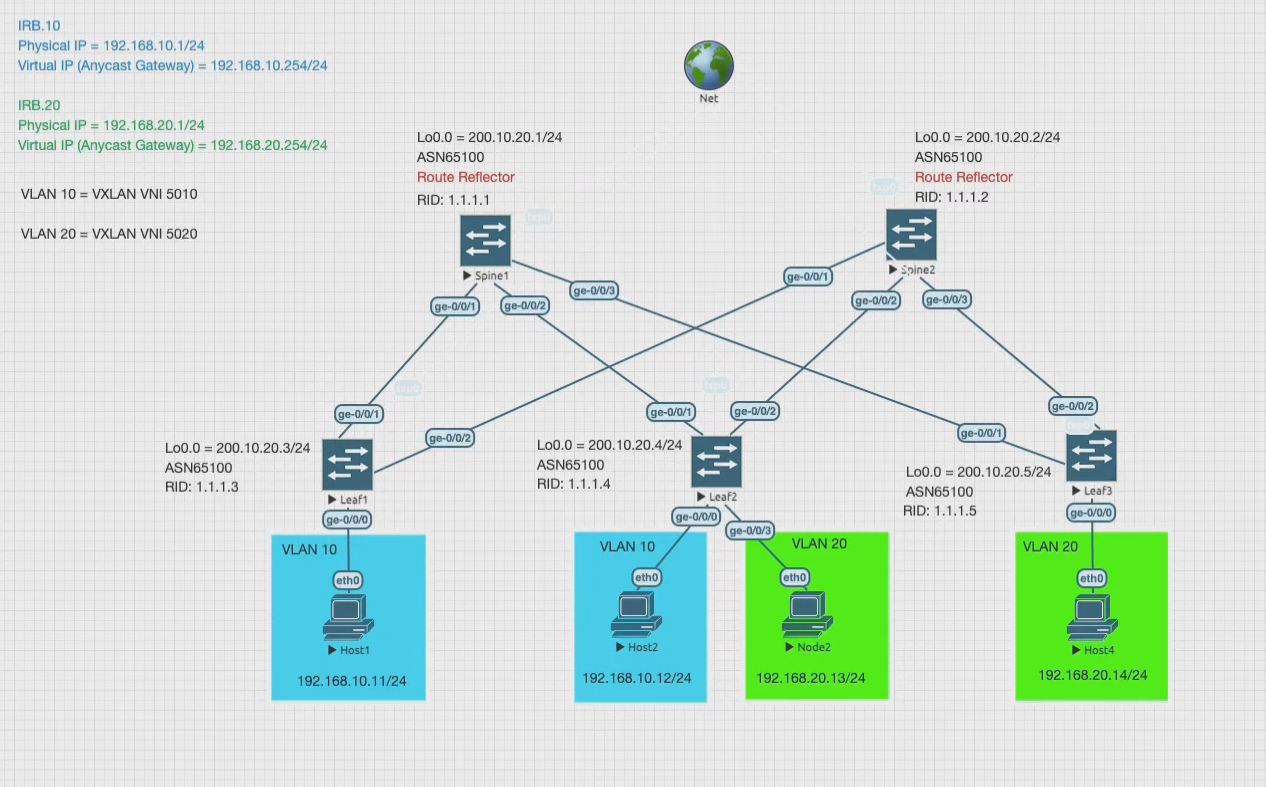 IRB.10
Physical IP = 192.168.10.1/24
Virtual IP (Anycast Gateway) = 192.168.10.254/24
IRB.20
Physical IP = 192.168.20.1/24
Virtual IP (Anycast Gateway) = 192.168.20.254/24
VLAN 10 = VXLAN VNI 5010
VLAN 20 = VXLAN VNI 5020
Net
Lo0.0 = 200.10.20.1/24
ASN65100
Route Reflector
RID: 1.1.1.1
fxp0
Spine1
Lo0.0 = 200.10.20.2/24
ASN65100
Route Reflector
RID: 1.1.1.2
fxp0
Spine2
ge-0/0/1
ge-0/0/2
ge-0/0/3
ge-0/0/1
ge-0/0/2
ge-0/0/3
fxp0
fxp0
ge-0/0/1
ge-0/0/2
ge-0/0/1
ge-0/0/2
ge-0/0/1
ge-0/0/2
fxp0
Lo0.0 = 200.10.20.3/24
ASN65100
RID: 1.1.1.3
Leaf1
ge-0/0/0
Lo0.0 = 200.10.20.4/24
ASN65100
RID: 1.1.1.4
Leaf2
ge-0/0/0
ge-0/0/3
Lo0.0 = 200.10.20.5/24
ASN65100
RID: 1.1.1.5
Leaf3
ge-0/0/0
VLAN 10
eth0
Host1
192.168.10.11/24
VLAN 10
eth0
Host2
192.168.10.12/24
VLAN 20
eth0
Node2
192.168.20.13/24
VLAN 20
eth0
Host4
192.168.20.14/24